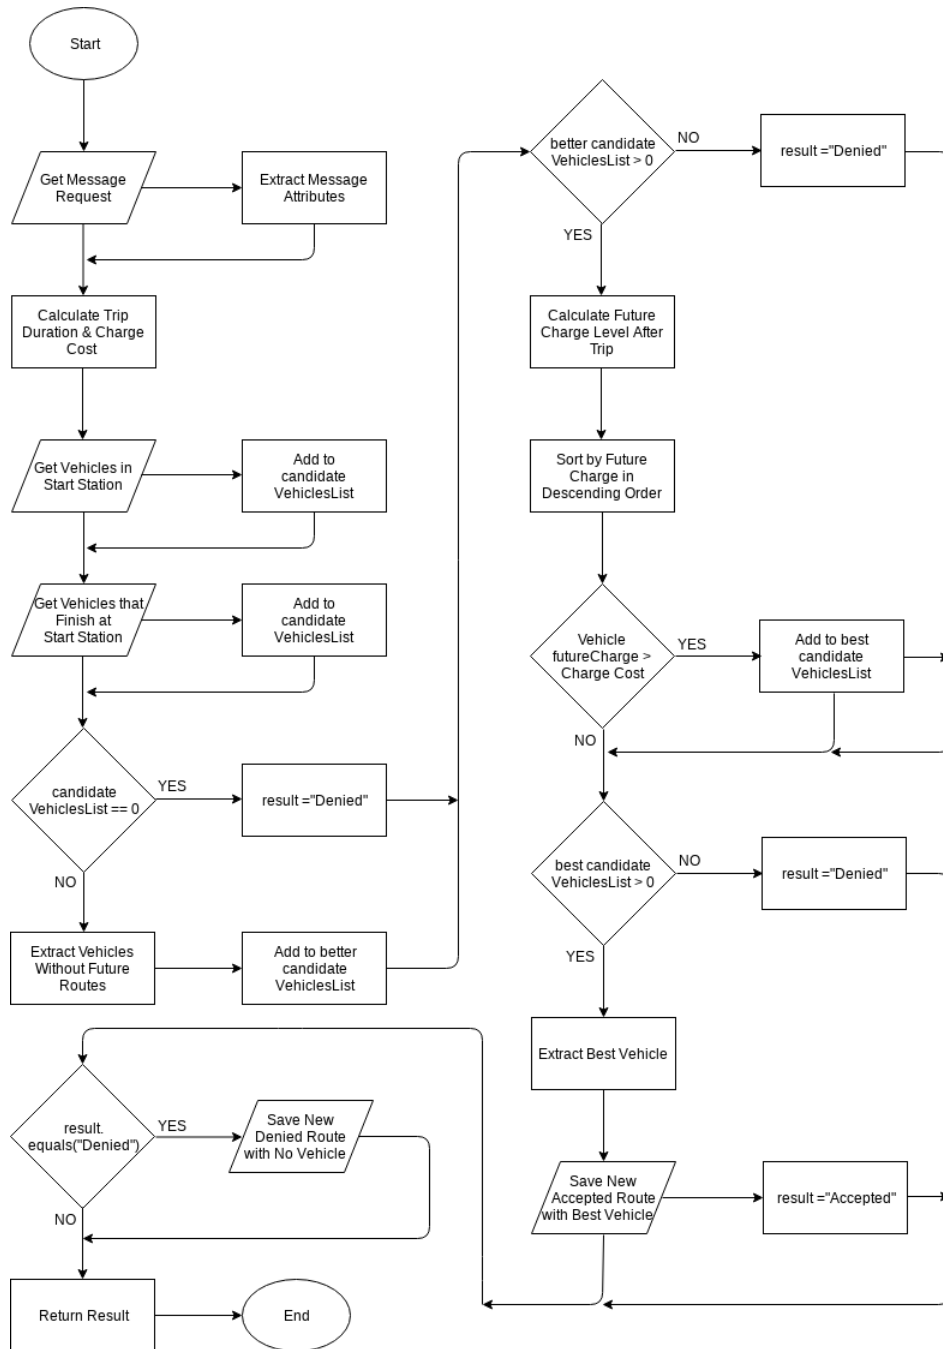 Start
Get Message
Request
Extract Message
Attributes
Calculate Trip
Duration & Charge
Cost
Get Vehicles in
Start Station
Add to
candidate
VehiclesList
Get Vehicles that
Finish at
Start Station
Add to
candidate
VehiclesList
candidate
VehiclesList == 0
YES
result ="Denied"
NO
Extract Vehicles
Without Future
Routes
Add to better
candidate
VehiclesList
better candidate
VehiclesList > 0
NO
result ="Denied"
YES
Calculate Future
Charge Level After
Trip
Sort by Future
Charge in
Descending Order
Vehicle
futureCharge >
Charge Cost
YES
Add to best
candidate
VehiclesList
NO
best candidate
VehiclesList > 0
NO
result ="Denied"
YES
Extract Best Vehicle
Save New
Accepted Route
with Best Vehicle
result ="Accepted"
result.
equals("Denied")
YES
Save New
Denied Route
with No Vehicle
NO
Return Result
End